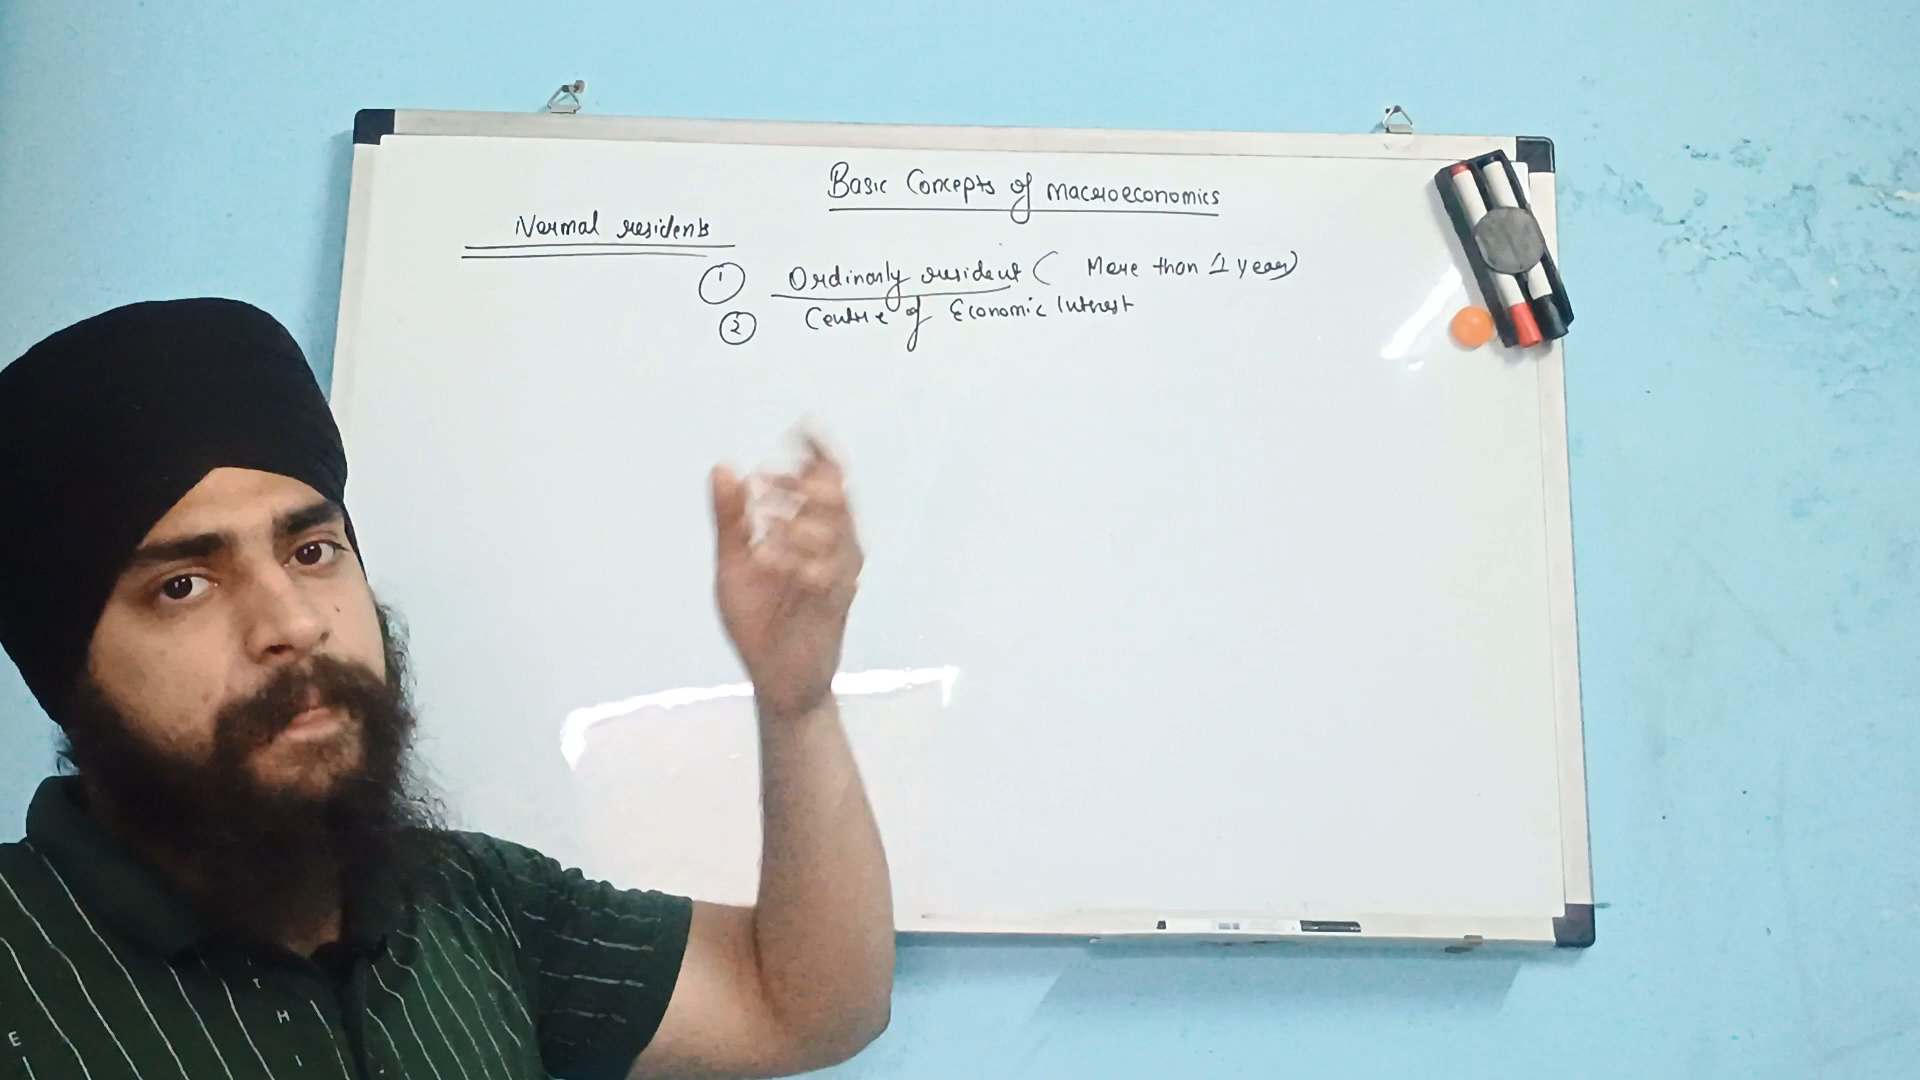 Basic Concepts of macroeconomics
Normal residents
1 Ordinarly resident ( More than 1 year)
2 Centre of Economic Interest
E
T
H
I